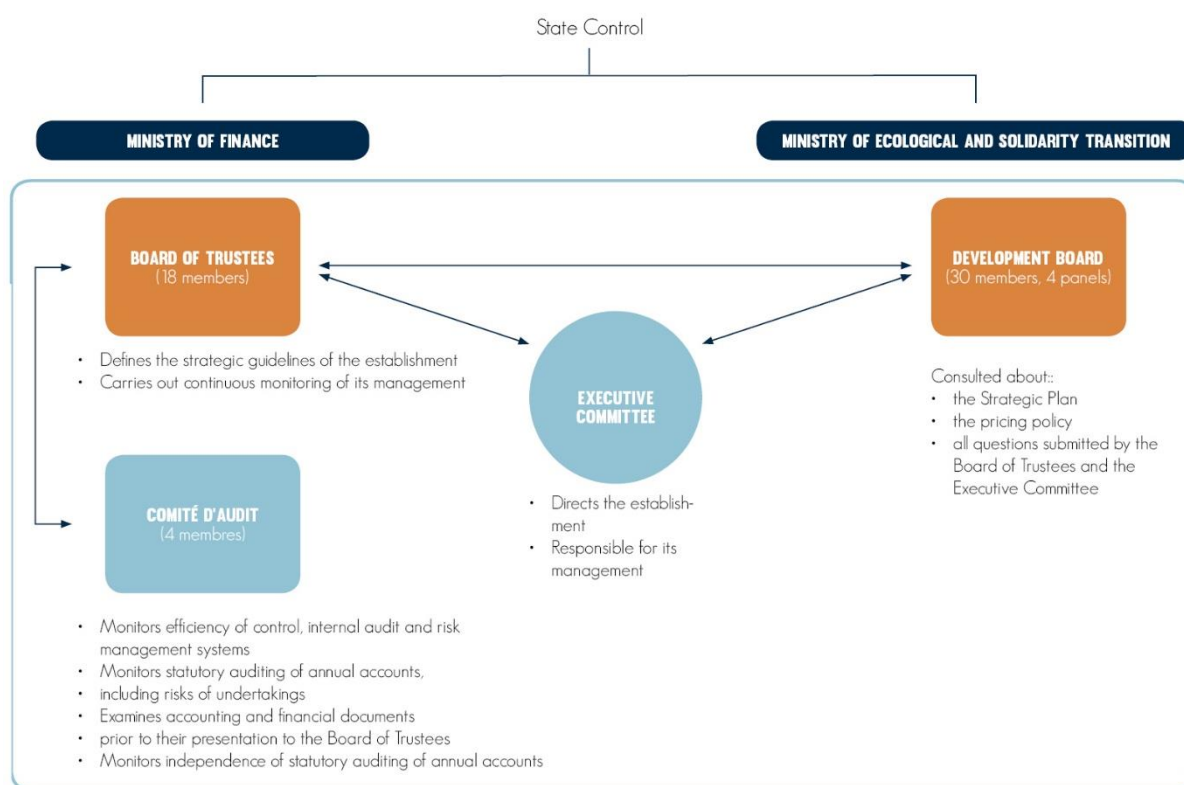 State Control
MINISTRY OF FINANCE
MINISTRY OF ECOLOGICAL AND SOLIDARITY TRANSITION
BOARD OF TRUSTEES
(18 members)
DEVELOPMENT BOARD
(30 members, 4 panels)
• Defines the strategic guidelines of the establishment
• Carries out continuous monitoring of its management
EXECUTIVE
COMMITTEE
Consulted about::
• the Strategic Plan
• the pricing policy
• all questions submitted by the
Board of Trustees and the
Executive Committee
COMITÉ D'AUDIT
(4 membres)
• Directs the establish-
ment
• Responsible for its
management
• Monitors efficiency of control, internal audit and risk
management systems
• Monitors statutory auditing of annual accounts,
• including risks of undertakings
• Examines accounting and financial documents
• prior to their presentation to the Board of Trustees
• Monitors independence of statutory auditing of annual accounts